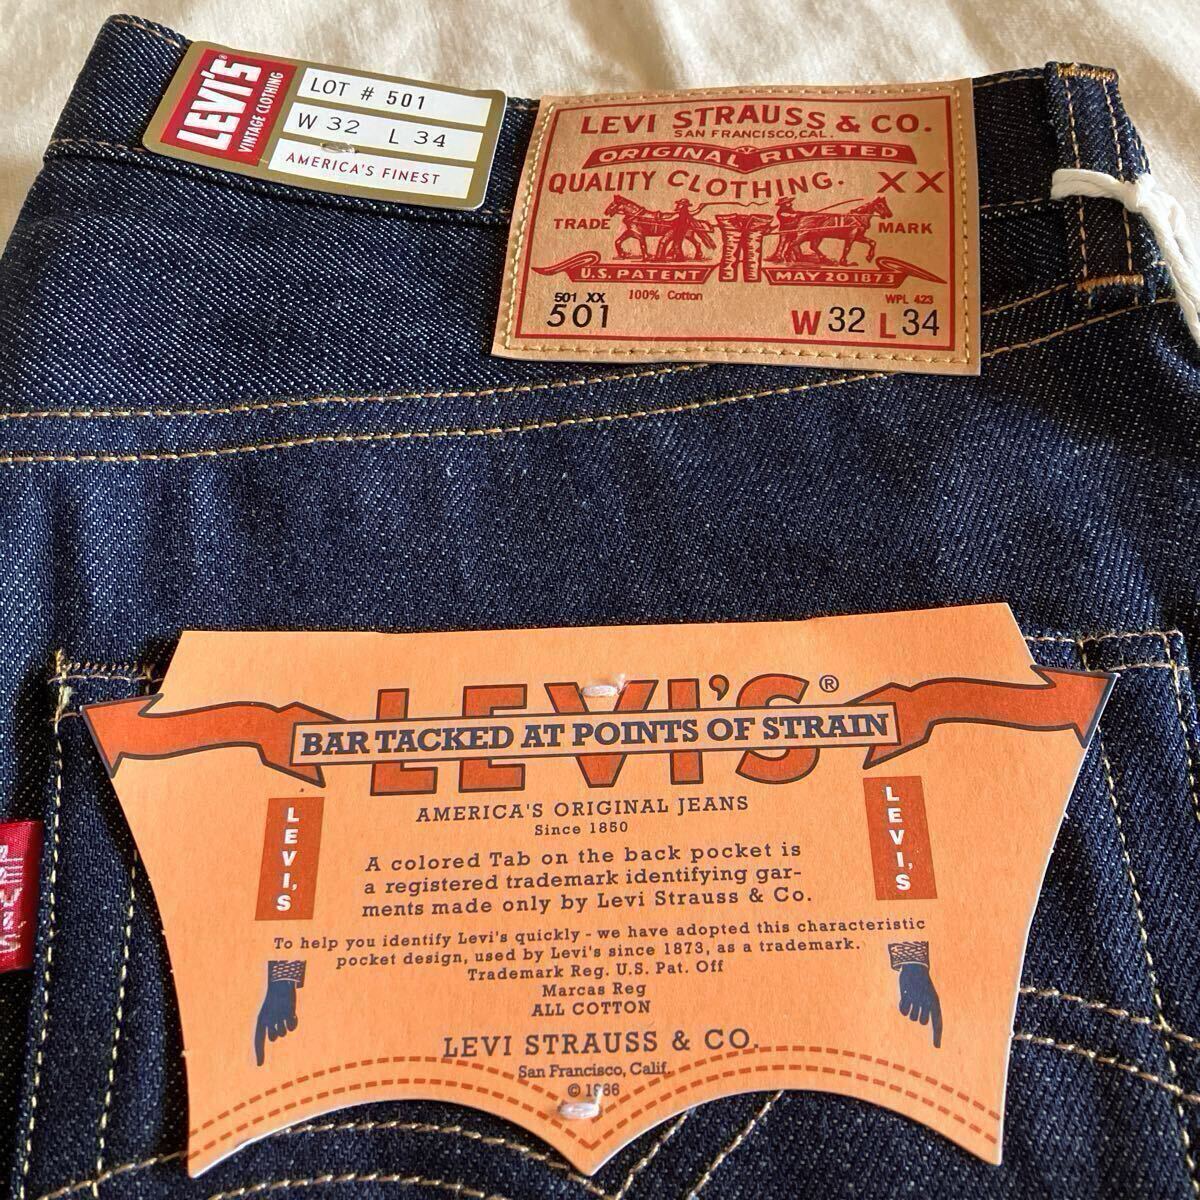 LEVI'S®
VINTAGE CLOTHING
LOT # 501
W 32 L 34
AMERICA'S FINEST
LEVI STRAUSS & CO.
SAN FRANCISCO, CAL.
ORIGINAL RIVETED
QUALITY CLOTHING. XX
TRADE MARK
U.S. PATENT MAY 20 1873
501 XX 100% Cotton WPL 423
501 W 32 L 34
LEVI'S®
BAR TACKED AT POINTS OF STRAIN
AMERICA'S ORIGINAL JEANS
Since 1850
LEVI'S
LEVI'S
A colored Tab on the back pocket is
a registered trademark identifying gar-
ments made only by Levi Strauss & Co.
To help you identify Levi's quickly - we have adopted this characteristic
pocket design, used by Levi's since 1873, as a trademark.
Trademark Reg. U.S. Pat. Off
Marcas Reg
ALL COTTON
LEVI STRAUSS & CO.
San Francisco, Calif.